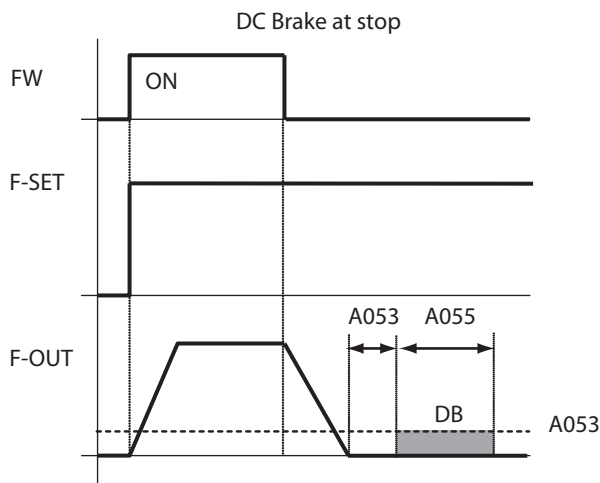 DC Brake at stop
FW
ON
F-SET
A053 A055
F-OUT
DB
A053